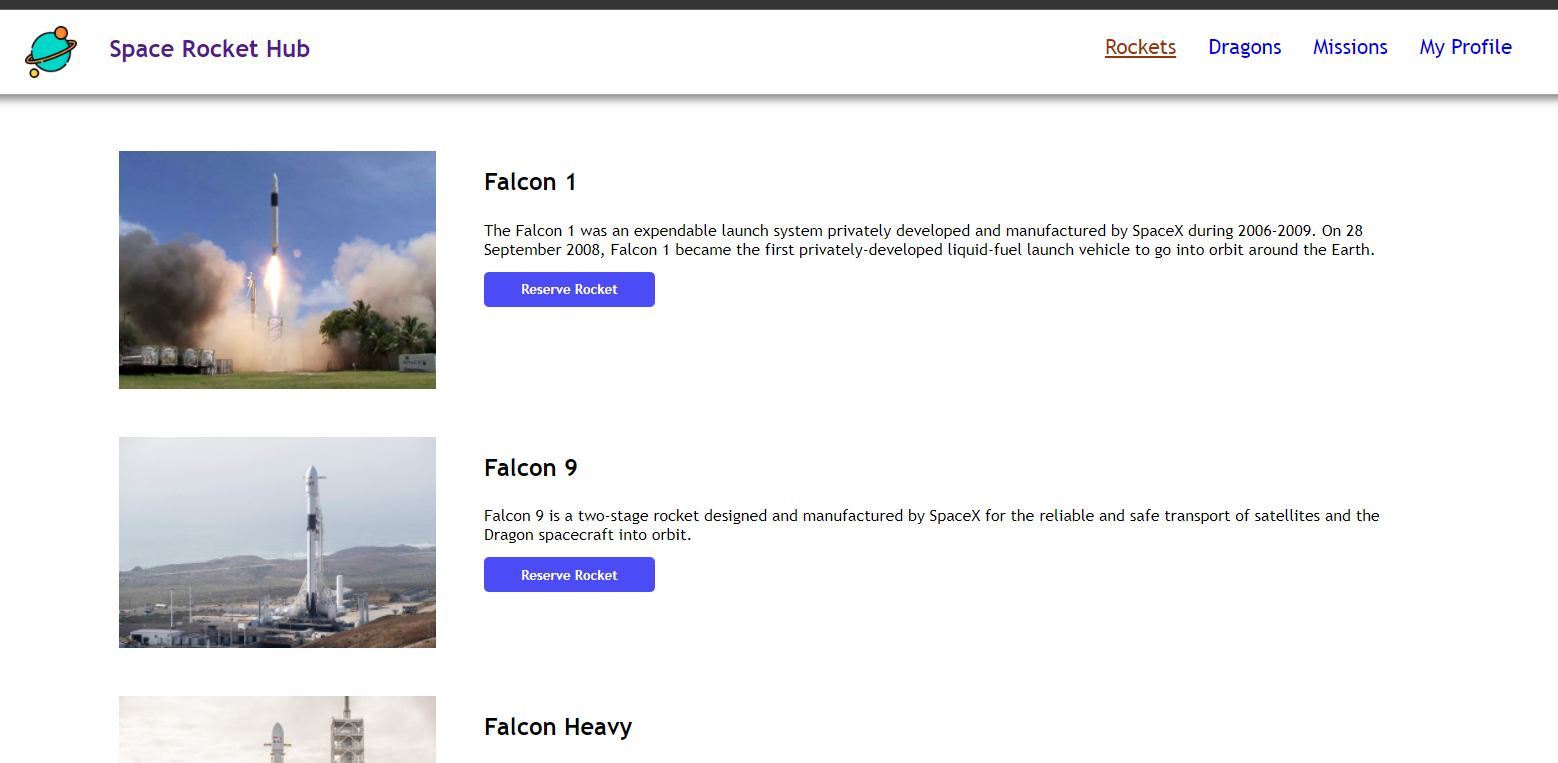 Space Rocket Hub
Rockets Dragons Missions My Profile
Falcon 1
The Falcon 1 was an expendable launch system privately developed and manufactured by SpaceX during 2006-2009. On 28
September 2008, Falcon 1 became the first privately-developed liquid-fuel launch vehicle to go into orbit around the Earth.
Reserve Rocket
Falcon 9
Falcon 9 is a two-stage rocket designed and manufactured by SpaceX for the reliable and safe transport of satellites and the
Dragon spacecraft into orbit.
Reserve Rocket
Falcon Heavy